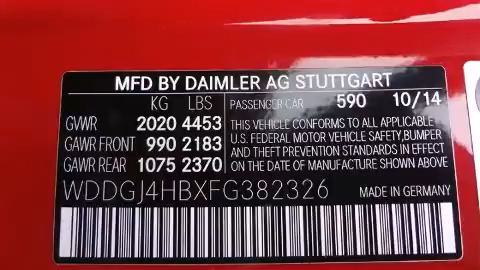 MFD BY DAIMLER AG STUTTGART
KG LBS PASSENGER CAR 590 10/14
GVWR 2020 4453 THIS VEHICLE CONFORMS TO ALL APPLICABLE
GAWR FRONT 990 2183 U.S. FEDERAL MOTOR VEHICLE SAFETY, BUMPER
GAWR REAR 1075 2370 AND THEFT PREVENTION STANDARDS IN EFFECT
ON THE DATE OF MANUFACTURE SHOWN ABOVE
WDDGJ4HBXFG382326 MADE IN GERMANY